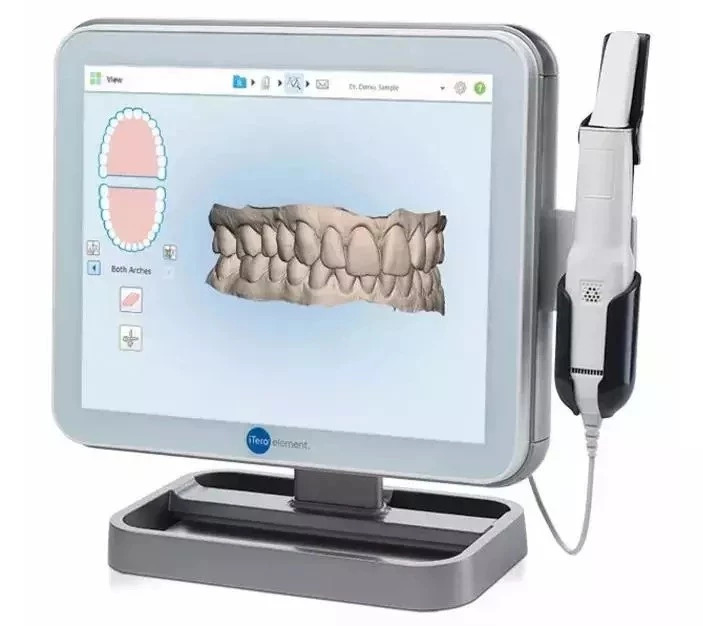 View
Dr. Demo, Sample
?
Both Arches
iTero element.